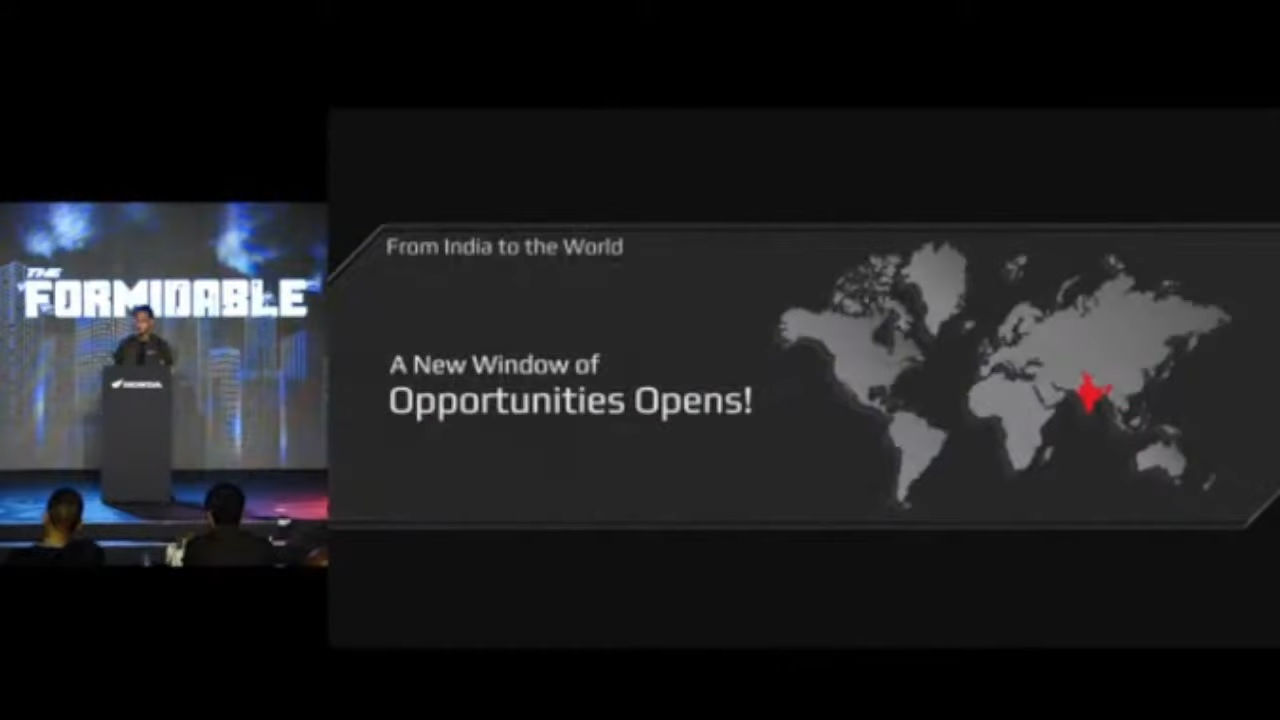 THE
FORMIDABLE
HONDA
From India to the World
A New Window of
Opportunities Opens!